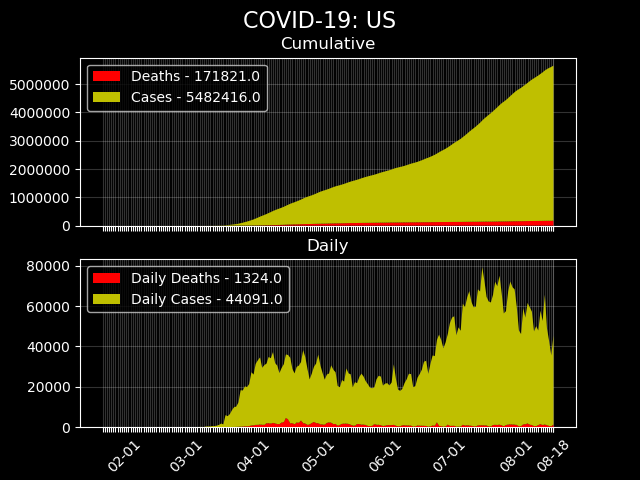 COVID-19: US
Cumulative
Deaths - 171821.0
Cases - 5482416.0
5000000
4000000
3000000
2000000
1000000
0
Daily
Daily Deaths - 1324.0
Daily Cases - 44091.0
80000
60000
40000
20000
0
02-01 03-01 04-01 05-01 06-01 07-01 08-01 08-18